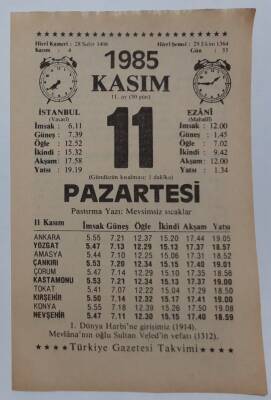 Hicrî Kameri : 28 Safer 1406
Hicrî Şemsî : 29 Ekim 1364
Kasım : 4
Gün : 33
1985
KASIM
11. ay (30 gün)
İSTANBUL
(Vasatî)
İmsak : 6.11
Güneş : 7.39
Öğle : 12.52
İkindi : 15.32
Akşam : 17.58
Yatsı : 19.19
11
EZÂNÎ
(Mahallî)
İmsak : 12.00
Güneş : 1.45
Öğle : 7.02
İkindi : 9.42
Akşam : 12.00
Yatsı : 1.34
(Gündüzün kısalması: 1 dakika)
PAZARTESİ
Pastırma Yazı: Mevsimsiz sıcaklar
11 Kasım İmsak Güneş Öğle İkindi Akşam Yatsı
ANKARA 5.55 7.21 12.37 15.20 17.44 19.05
YOZGAT 5.47 7.13 12.29 15.13 17.37 18.57
AMASYA 5.44 7.10 12.25 15.06 17.31 18.52
ÇANKIRI 5.53 7.20 12.34 15.15 17.40 19.01
ÇORUM 5.47 7.14 12.29 15.10 17.35 18.56
KASTAMONU 5.53 7.21 12.34 15.13 17.37 19.00
TOKAT 5.41 7.07 12.22 15.04 17.29 18.50
KIRŞEHİR 5.50 7.14 12.32 15.17 17.41 19.00
KONYA 5.55 7.18 12.39 15.26 17.50 19.08
NEVŞEHİR 5.47 7.11 12.30 15.15 17.40 18.59
1. Dünya Harbi'ne girişimiz (1914).
Mevlâna'nın oğlu Sultan Veled'in vefatı (1312).
Türkiye Gazetesi Takvimi